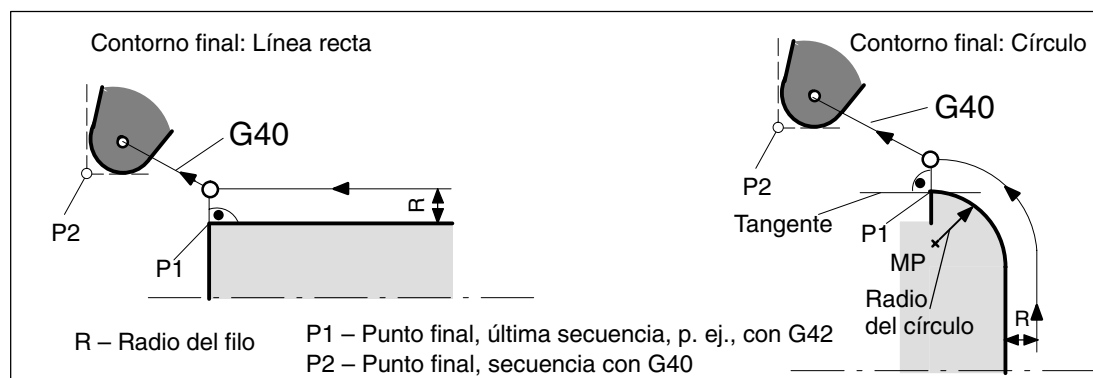 Contorno final: Línea recta
G40
P2
R
P1
R – Radio del filo
Contorno final: Círculo
G40
P2
Tangente
P1
MP
Radio
del círculo
R
P1 – Punto final, última secuencia, p. ej., con G42
P2 – Punto final, secuencia con G40